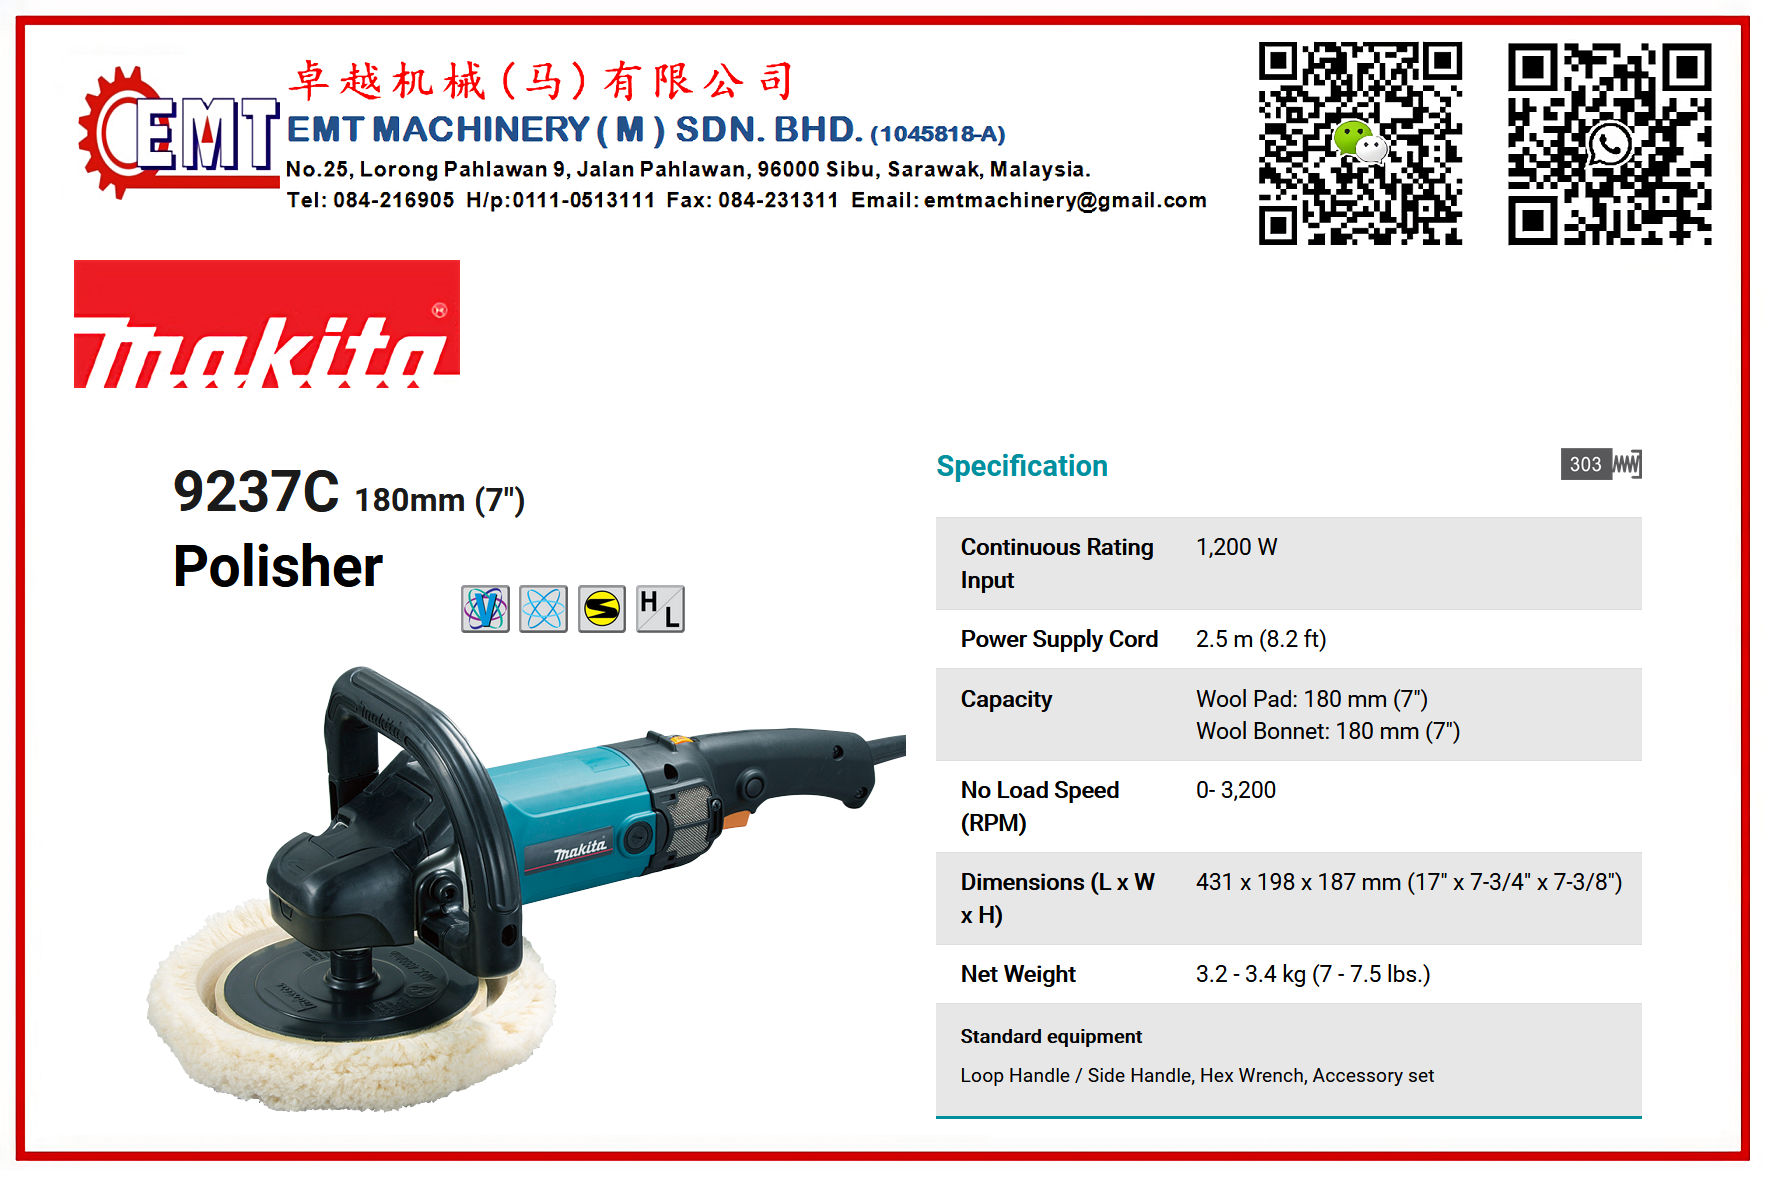 卓越机械(马)有限公司
EMT
EMT MACHINERY ( M ) SDN. BHD. (1045818-A)
No.25, Lorong Pahlawan 9, Jalan Pahlawan, 96000 Sibu, Sarawak, Malaysia.
Tel: 084-216905 H/p:0111-0513111 Fax: 084-231311 Email: emtmachinery@gmail.com
makita
9237C 180mm (7")
Polisher
V
S
H
L
makita
makita
Specification
303
Continuous Rating 1,200 W
Input
Power Supply Cord 2.5 m (8.2 ft)
Capacity Wool Pad: 180 mm (7")
Wool Bonnet: 180 mm (7")
No Load Speed 0- 3,200
(RPM)
Dimensions (L x W 431 x 198 x 187 mm (17" x 7-3/4" x 7-3/8")
x H)
Net Weight 3.2 - 3.4 kg (7 - 7.5 lbs.)
Standard equipment
Loop Handle / Side Handle, Hex Wrench, Accessory set